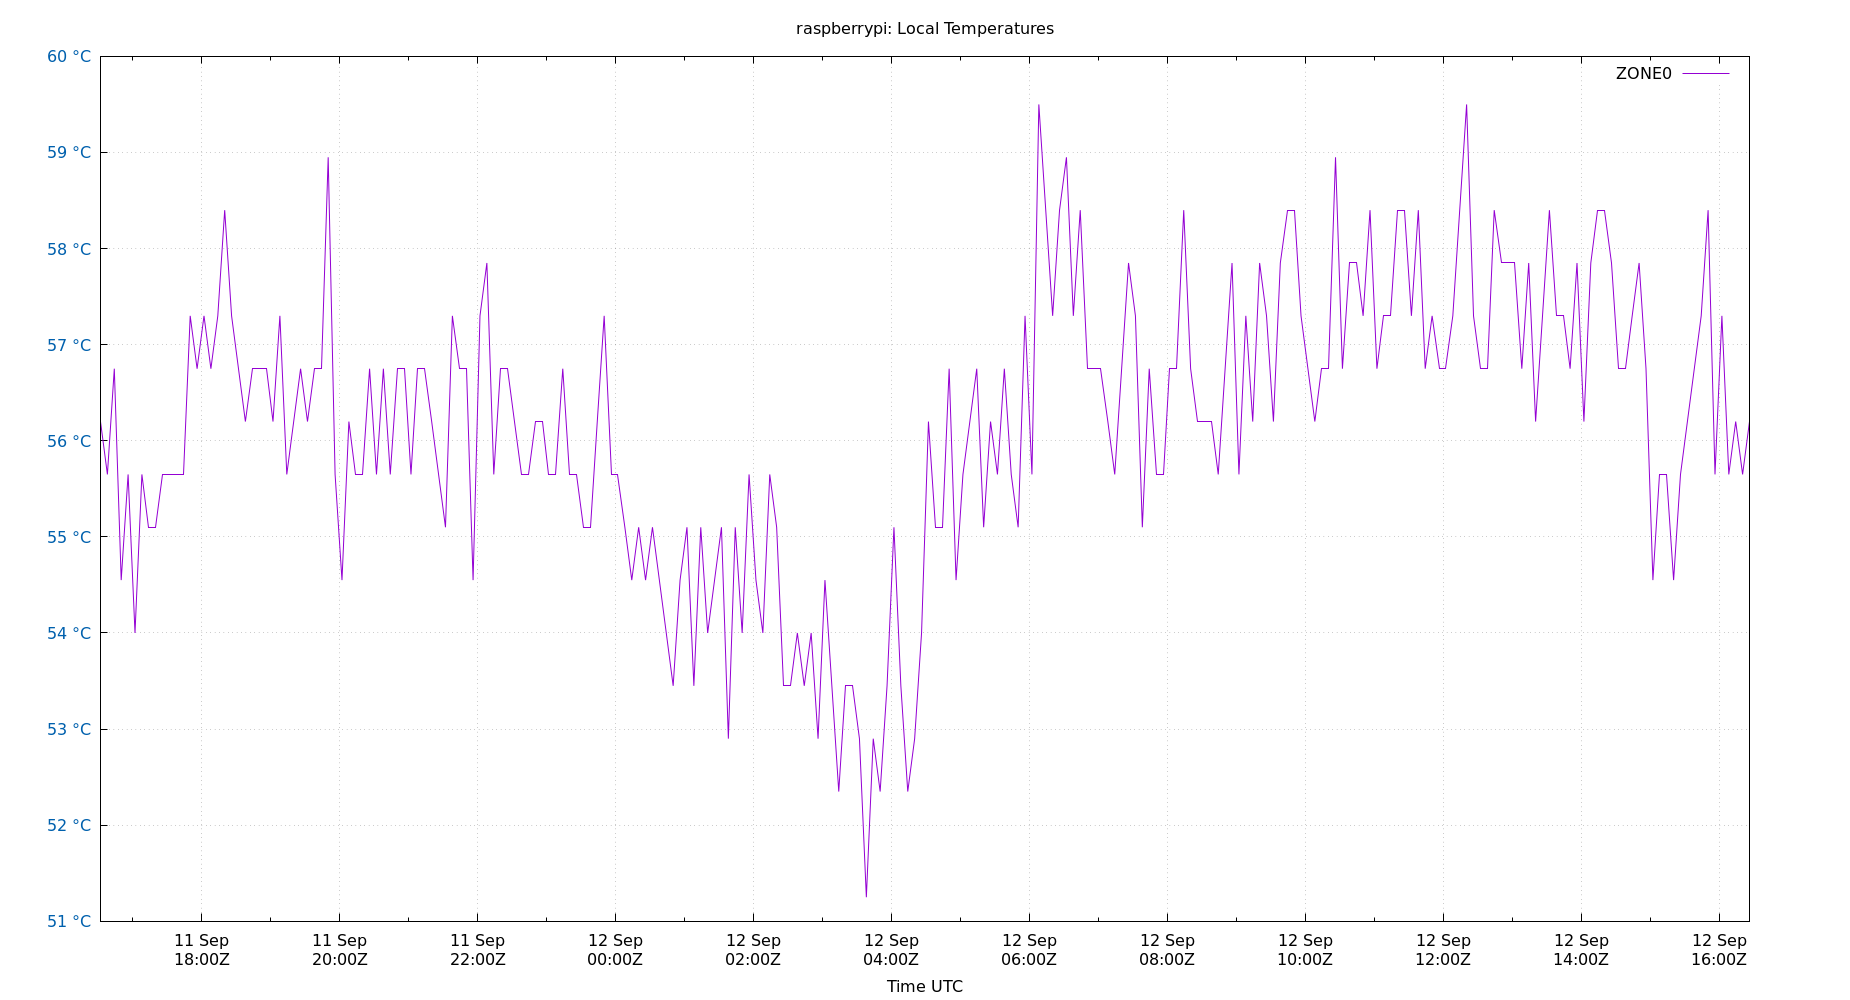 raspberrypi: Local Temperatures
60 °C
ZONE0
59 °C
58 °C
57 °C
56 °C
55 °C
54 °C
53 °C
52 °C
51 °C
11 Sep 11 Sep 11 Sep 12 Sep 12 Sep 12 Sep 12 Sep 12 Sep 12 Sep 12 Sep 12 Sep 12 Sep
18:00Z 20:00Z 22:00Z 00:00Z 02:00Z 04:00Z 06:00Z 08:00Z 10:00Z 12:00Z 14:00Z 16:00Z
Time UTC